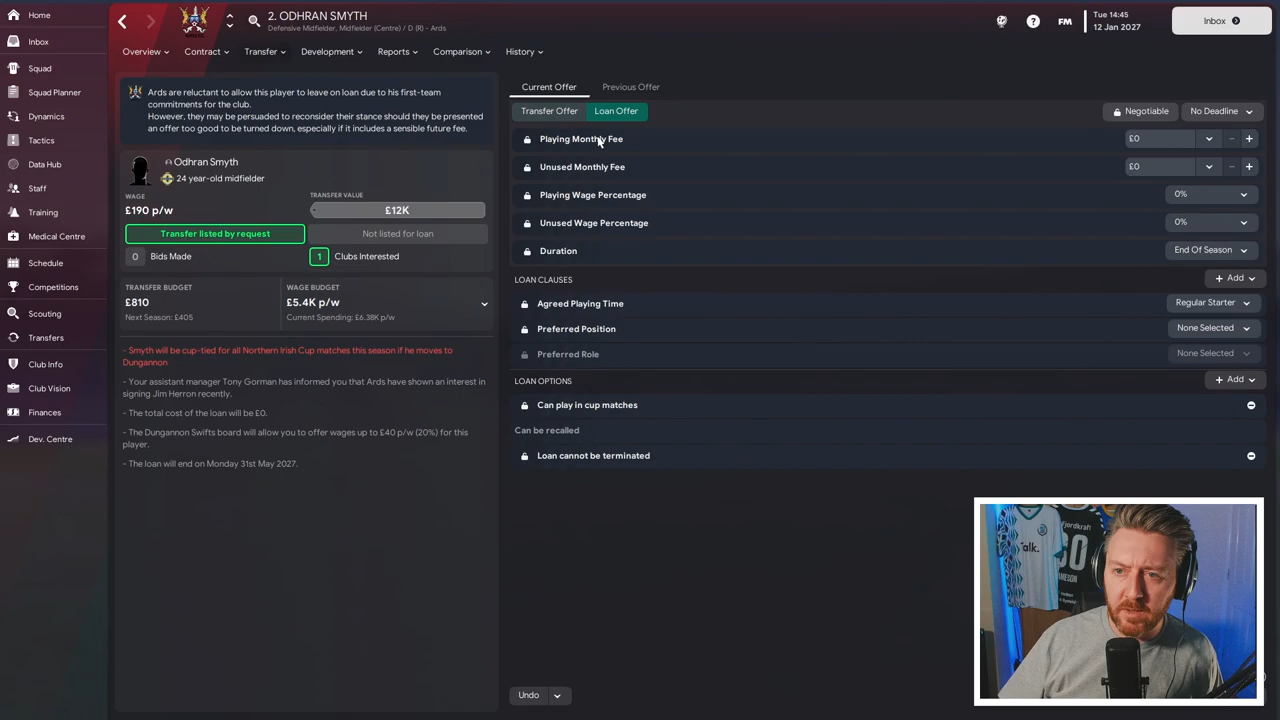 2. ODHRAN SMYTH
Defensive Midfielder, Midfielder (Centre) / D (R) - Ards
FM
Tue 14:45
12 Jan 2027
Inbox
Home
Inbox
Squad
Squad Planner
Dynamics
Tactics
Data Hub
Staff
Training
Medical Centre
Schedule
Competitions
Scouting
Transfers
Club Info
Club Vision
Finances
Dev. Centre
Overview
Contract
Transfer
Development
Reports
Comparison
History
Ards are reluctant to allow this player to leave on loan due to his first-team
commitments for the club.
However, they may be persuaded to reconsider their stance should they be presented
an offer too good to be turned down, especially if it includes a sensible future fee.
Odhran Smyth
24 year-old midfielder
WAGE
£190 p/w
TRANSFER VALUE
£12K
Transfer listed by request
Not listed for loan
0 Bids Made
1 Clubs Interested
TRANSFER BUDGET
£810
Next Season: £405
WAGE BUDGET
£5.4K p/w
Current Spending: £6.38K p/w
- Smyth will be cup-tied for all Northern Irish Cup matches this season if he moves to
Dungannon
- Your assistant manager Tony Gorman has informed you that Ards have shown an interest in
signing Jim Herron recently.
- The total cost of the loan will be £0.
- The Dungannon Swifts board will allow you to offer wages up to £40 p/w (20%) for this
player.
- The loan will end on Monday 31st May 2027.
Current Offer
Previous Offer
Transfer Offer
Loan Offer
Negotiable
No Deadline
Playing Monthly Fee
£0
Unused Monthly Fee
£0
Playing Wage Percentage
0%
Unused Wage Percentage
0%
Duration
End Of Season
LOAN CLAUSES
+ Add
Agreed Playing Time
Regular Starter
Preferred Position
None Selected
Preferred Role
None Selected
LOAN OPTIONS
+ Add
Can play in cup matches
Can be recalled
Loan cannot be terminated
Undo
Talk.
fjordkraft